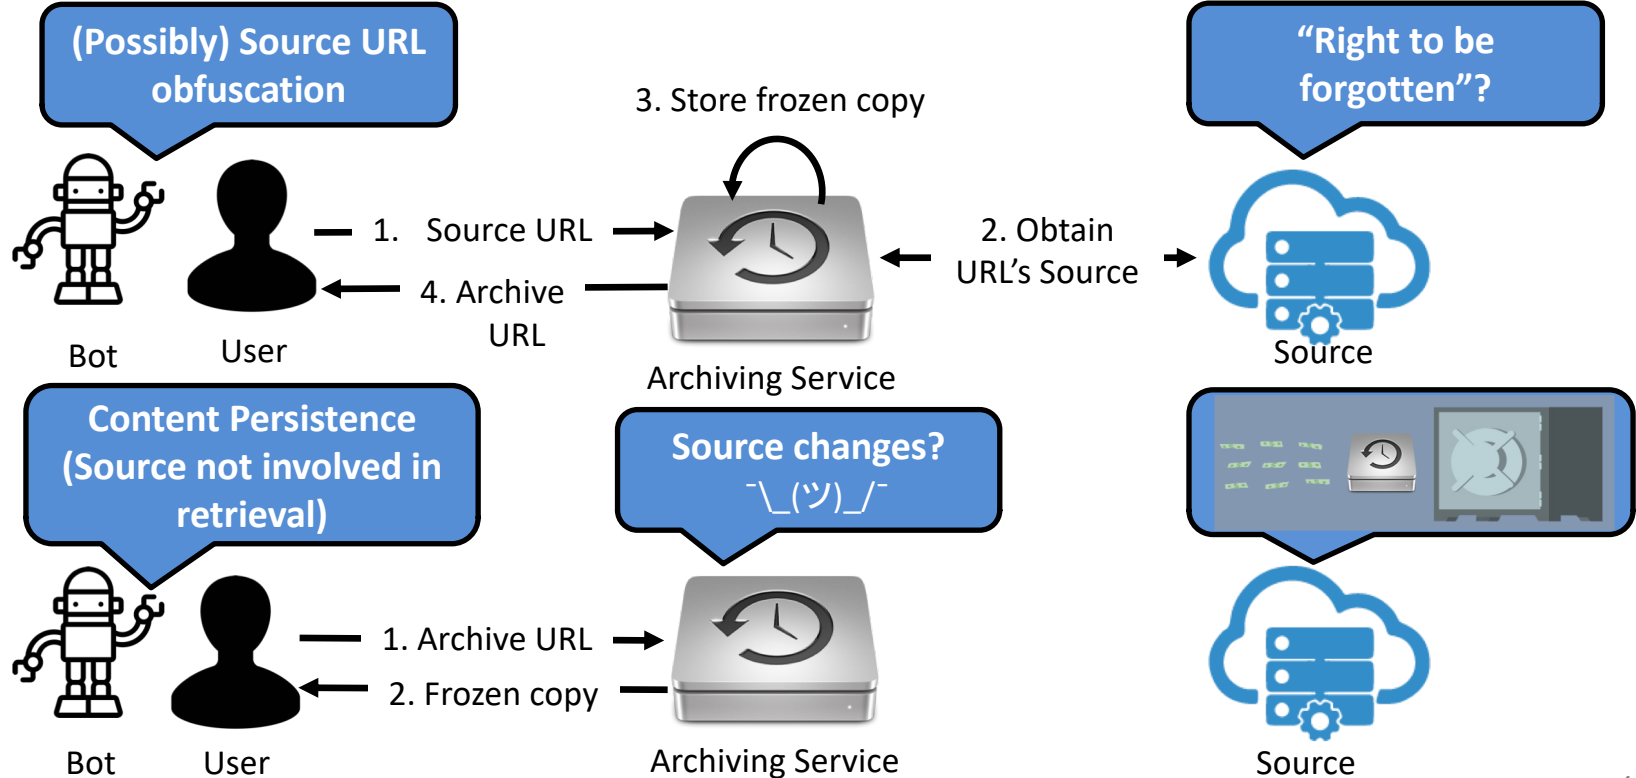 (Possibly) Source URL
obfuscation
“Right to be
forgotten”?
3. Store frozen copy
1. Source URL
2. Obtain
URL’s Source
4. Archive
URL
Bot
User
Archiving Service
Source
Content Persistence
(Source not involved in
retrieval)
Source changes?
¯\_(ツ)_/¯
1. Archive URL
2. Frozen copy
Bot
User
Archiving Service
Source